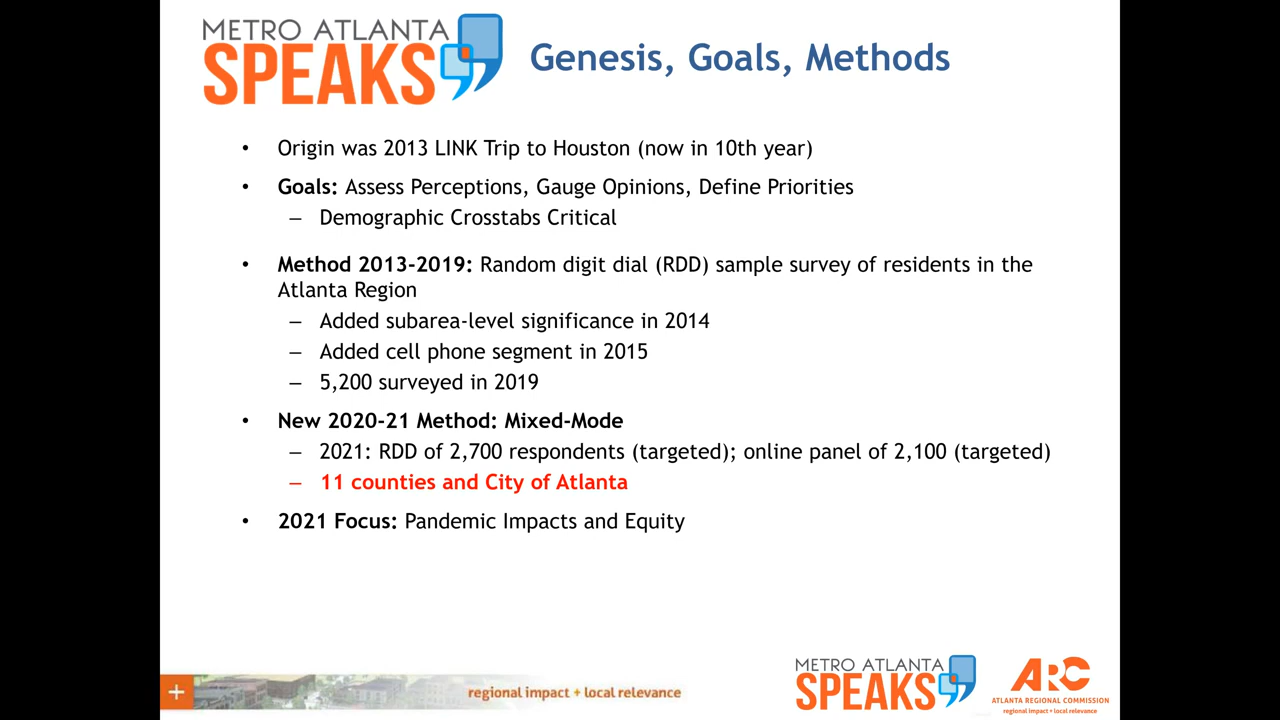 METRO ATLANTA
SPEAKS
Genesis, Goals, Methods
• Origin was 2013 LINK Trip to Houston (now in 10th year)
• Goals: Assess Perceptions, Gauge Opinions, Define Priorities
– Demographic Crosstabs Critical
• Method 2013-2019: Random digit dial (RDD) sample survey of residents in the
Atlanta Region
– Added subarea-level significance in 2014
– Added cell phone segment in 2015
– 5,200 surveyed in 2019
• New 2020-21 Method: Mixed-Mode
– 2021: RDD of 2,700 respondents (targeted); online panel of 2,100 (targeted)
– 11 counties and City of Atlanta
• 2021 Focus: Pandemic Impacts and Equity
+ regional impact + local relevance
METRO ATLANTA
SPEAKS
ARC
ATLANTA REGIONAL COMMISSION
regional impact + local relevance